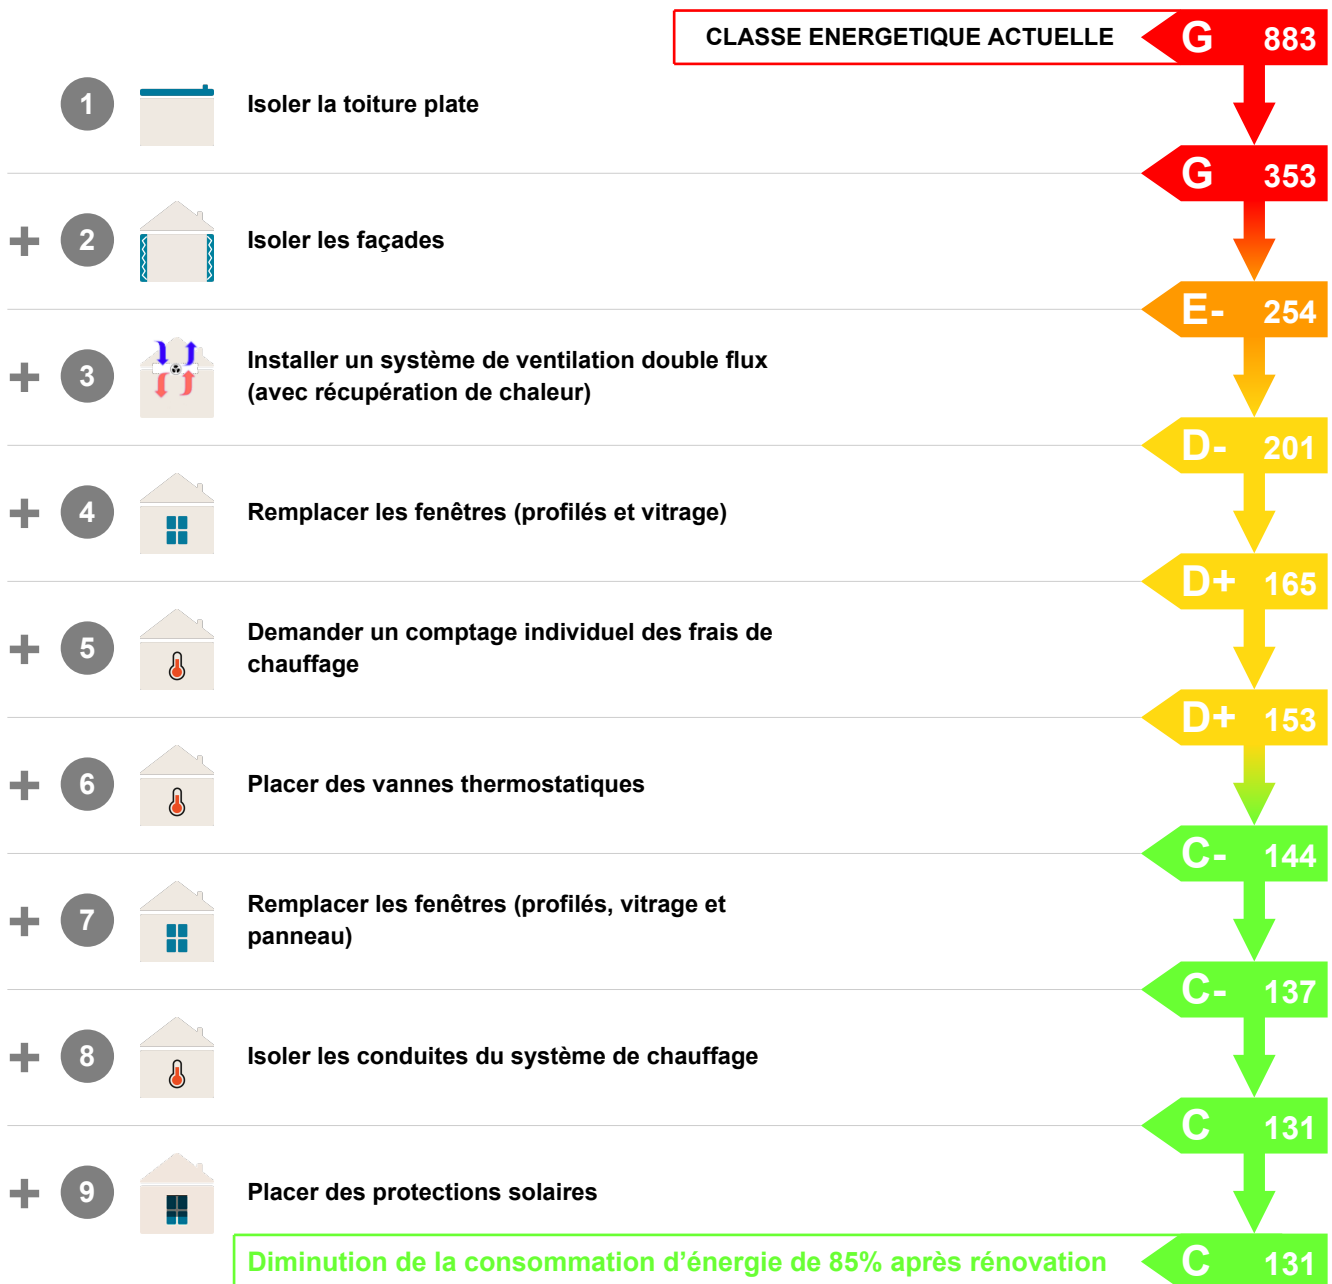 CLASSE ENERGETIQUE ACTUELLE G 883
1 Isoler la toiture plate
G 353
+ 2 Isoler les façades
E- 254
+ 3 Installer un système de ventilation double flux
(avec récupération de chaleur)
D- 201
+ 4 Remplacer les fenêtres (profilés et vitrage)
D+ 165
+ 5 Demander un comptage individuel des frais de
chauffage
D+ 153
+ 6 Placer des vannes thermostatiques
C- 144
+ 7 Remplacer les fenêtres (profilés, vitrage et
panneau)
C- 137
+ 8 Isoler les conduites du système de chauffage
C 131
+ 9 Placer des protections solaires
Diminution de la consommation d’énergie de 85% après rénovation C 131